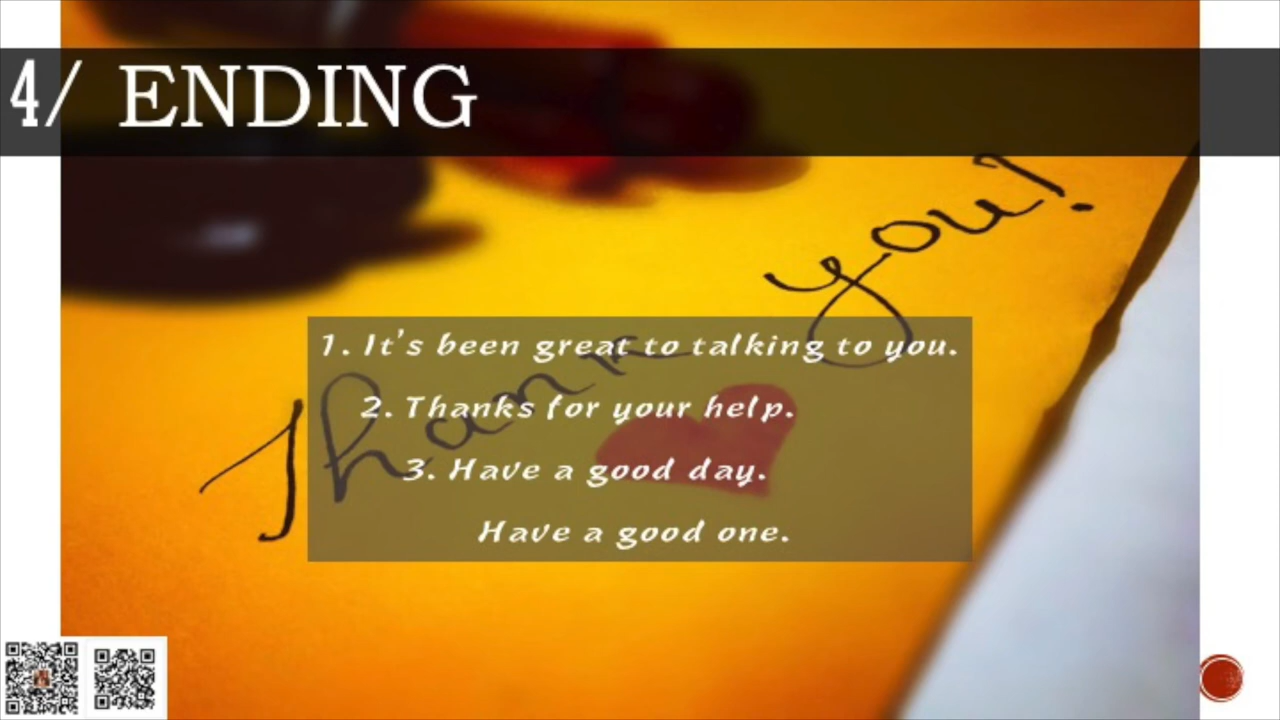 4/ ENDING
Thank you!
1. It's been great to talking to you.
2. Thanks for your help.
3. Have a good day.
Have a good one.